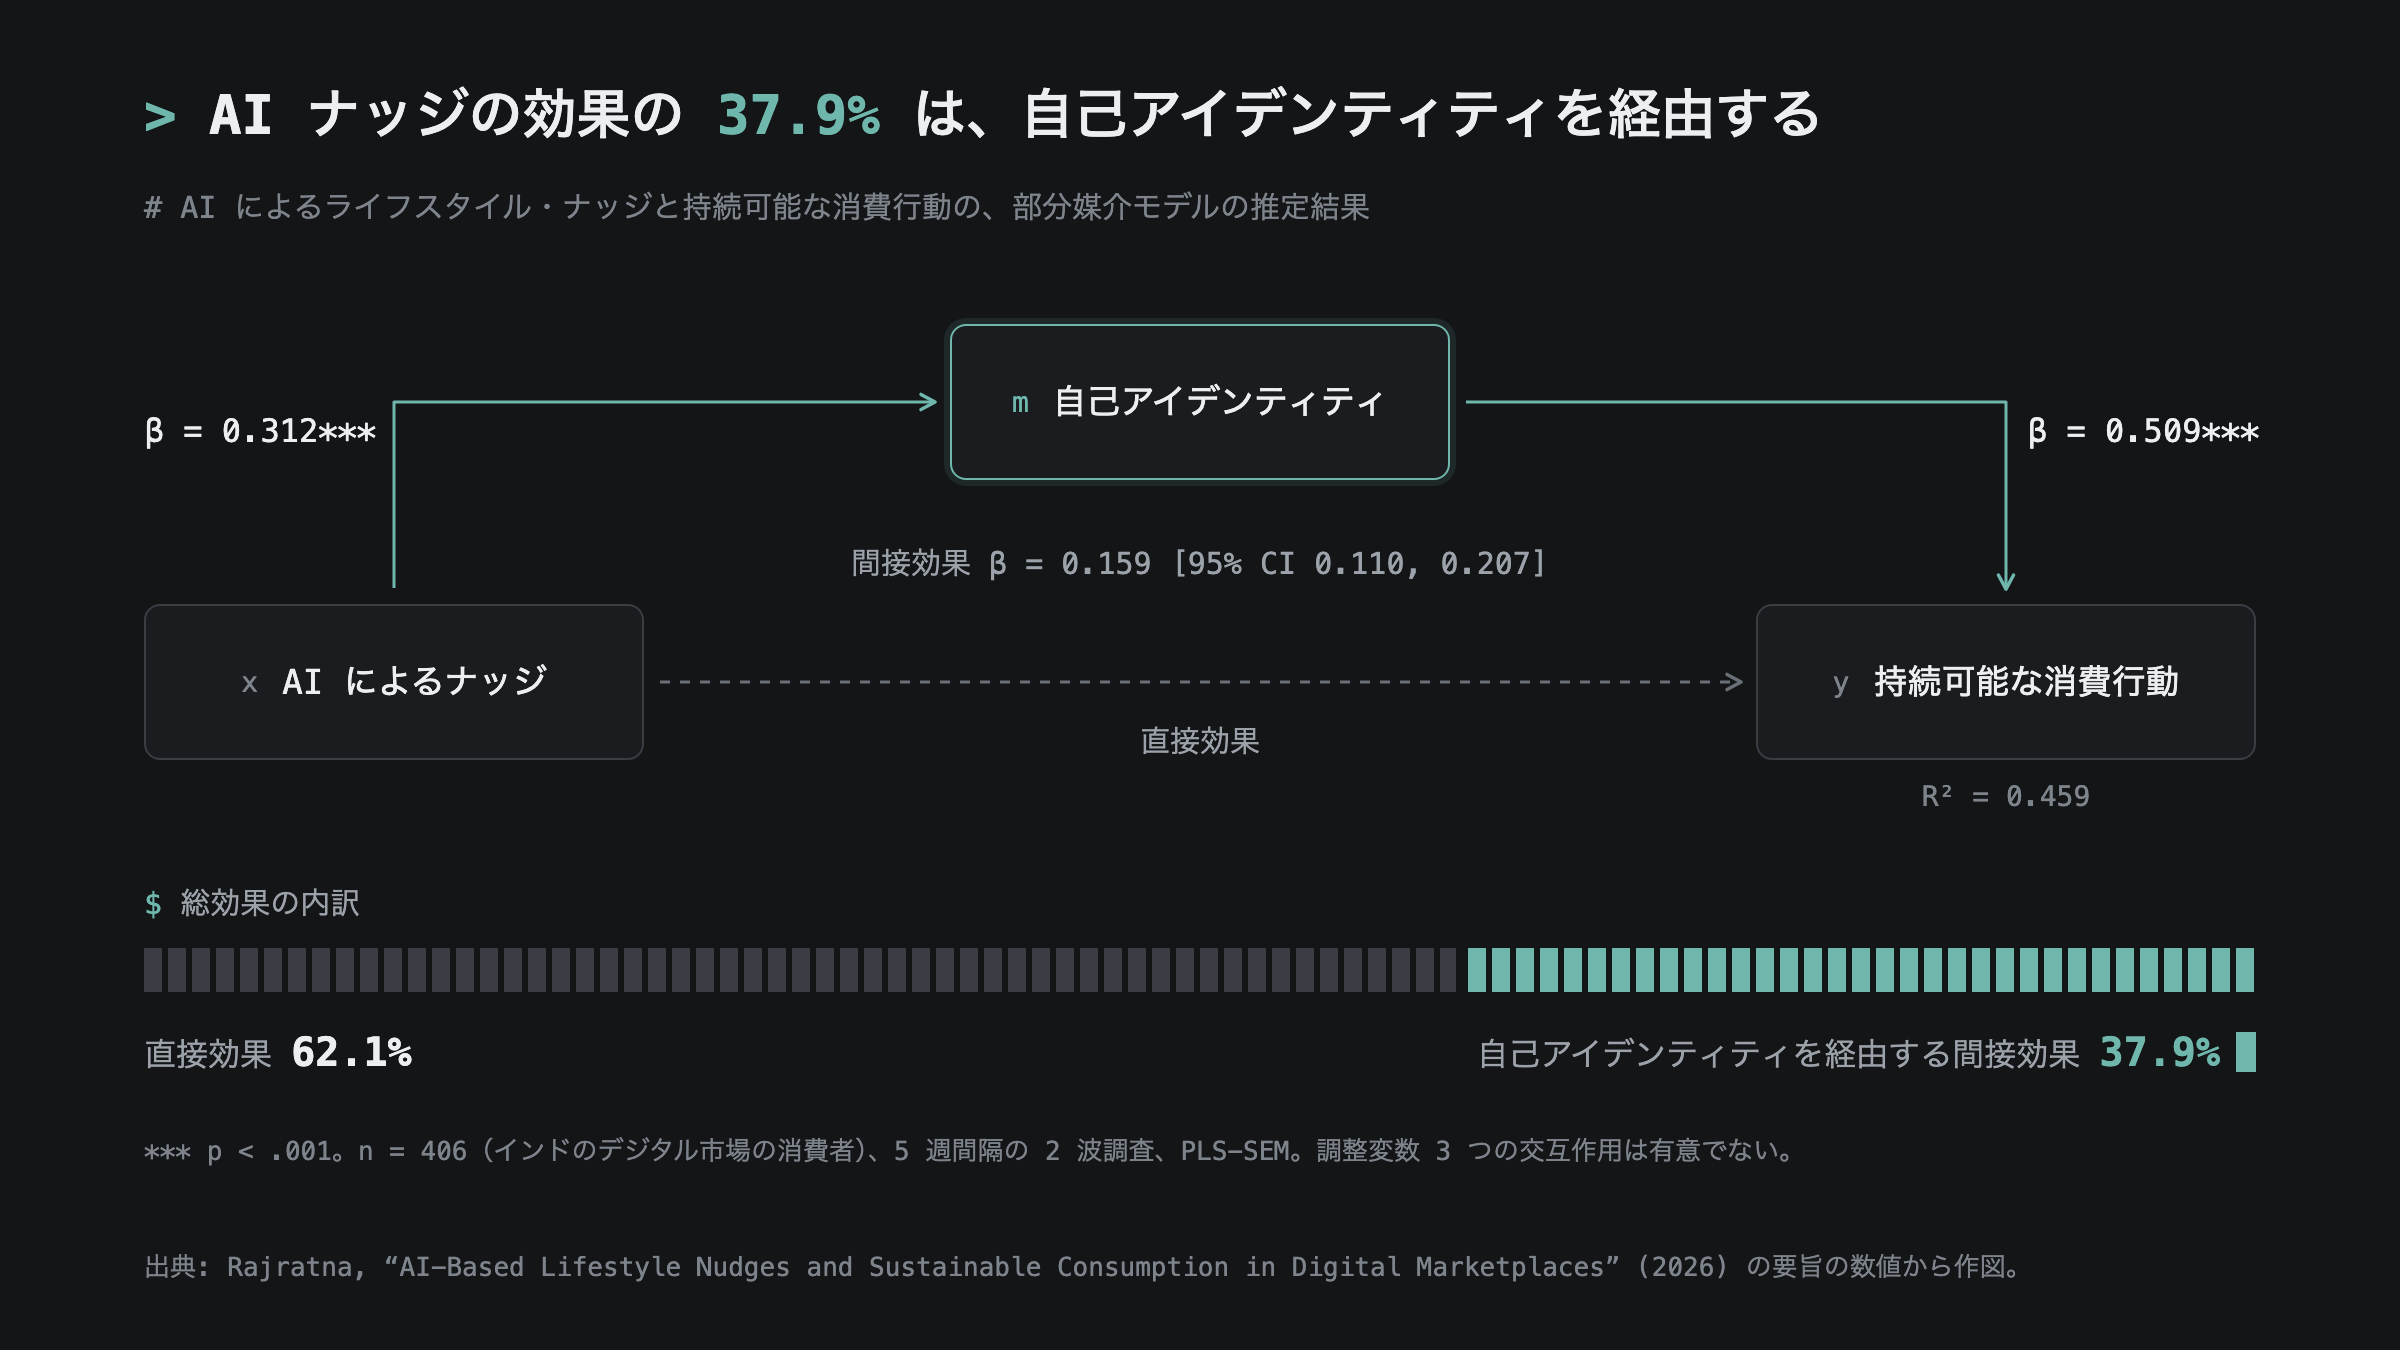 > AI ナッジの効果の 37.9% は、自己アイデンティティを経由する
# AI によるライフスタイル・ナッジと持続可能な消費行動の、部分媒介モデルの推定結果
m 自己アイデンティティ
β = 0.312***
β = 0.509***
間接効果 β = 0.159 [95% CI 0.110, 0.207]
x AI によるナッジ
y 持続可能な消費行動
直接効果
R² = 0.459
$ 総効果の内訳
直接効果 62.1%
自己アイデンティティを経由する間接効果 37.9%
*** p < .001。n = 406（インドのデジタル市場の消費者）、5 週間隔の 2 波調査、PLS-SEM。調整変数 3 つの交互作用は有意でない。
出典: Rajratna, “AI-Based Lifestyle Nudges and Sustainable Consumption in Digital Marketplaces” (2026) の要旨の数値から作図。